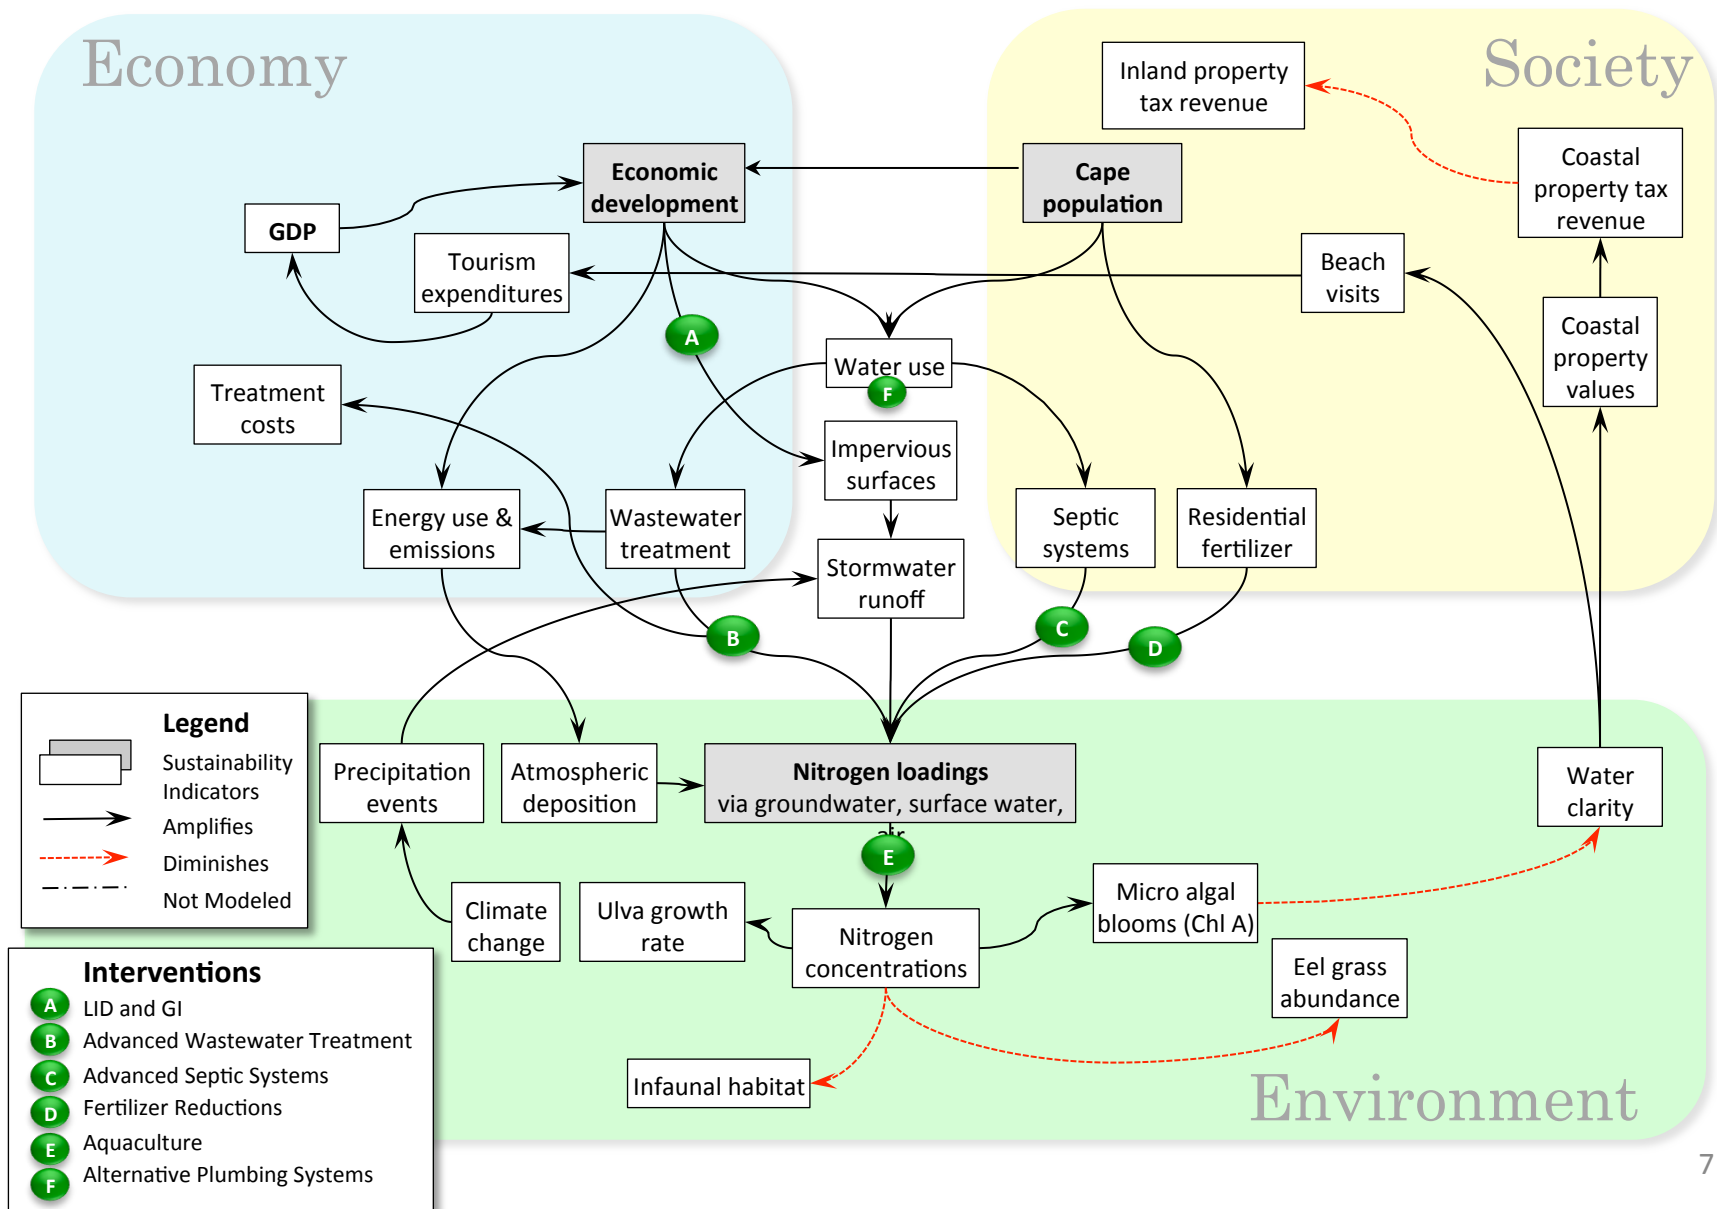 Economy
Society
Inland property
tax revenue
Economic
development
Cape
population
Coastal
property tax
revenue
GDP
Tourism
expenditures
Beach
visits
A
Water use
F
Coastal
property
values
Treatment
costs
Impervious
surfaces
Energy use &
emissions
Wastewater
treatment
Septic
systems
Residential
fertilizer
Stormwater
runoff
B
C
D
Legend
Sustainability
Indicators
Amplifies
Diminishes
Not Modeled
Precipitation
events
Atmospheric
deposition
Nitrogen loadings
via groundwater, surface water,
air
E
Water
clarity
Climate
change
Ulva growth
rate
Nitrogen
concentrations
Micro algal
blooms (Chl A)
Eel grass
abundance
Infaunal habitat
Environment
Interventions
A LID and GI
B Advanced Wastewater Treatment
C Advanced Septic Systems
D Fertilizer Reductions
E Aquaculture
F Alternative Plumbing Systems
7